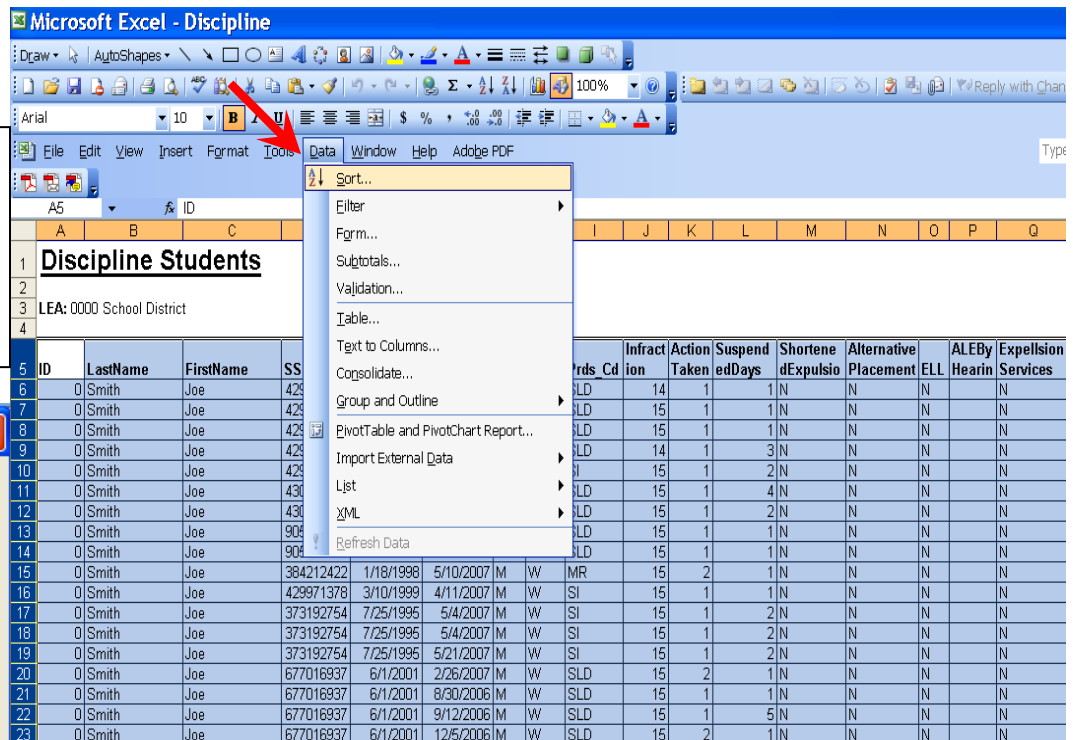 Microsoft Excel - Discipline
Draw AutoShapes
100% Reply with Chan
Arial 10 B U $ % ,
File Edit View Insert Format Tools Data Window Help Adobe PDF Type
Sort...
Filter
Form...
Subtotals...
Validation...
Table...
Text to Columns...
Consolidate...
Group and Outline
PivotTable and PivotChart Report...
Import External Data
List
XML
Refresh Data
A5 fx ID
A B C I J K L M N O P Q
1 Discipline Students
2
3 LEA: 0000 School District
4
Infract Action Suspend Shortene Alternative ALEBy Expellsion
5 ID LastName FirstName SS Prds_Cd ion Taken edDays dExpulsio Placement ELL Hearin Services
6 0 Smith Joe 429 SLD 14 1 1 N N N N
7 0 Smith Joe 429 SLD 15 1 1 N N N N
8 0 Smith Joe 429 SLD 15 1 1 N N N N
9 0 Smith Joe 429 SLD 14 1 3 N N N N
10 0 Smith Joe 429 SI 15 1 2 N N N N
11 0 Smith Joe 430 SLD 15 1 4 N N N N
12 0 Smith Joe 430 SLD 15 1 2 N N N N
13 0 Smith Joe 905 SLD 15 1 1 N N N N
14 0 Smith Joe 905 SLD 15 1 1 N N N N
15 0 Smith Joe 384212422 1/18/1998 5/10/2007 M W MR 15 2 1 N N N N
16 0 Smith Joe 429971378 3/10/1999 4/11/2007 M W SI 15 1 1 N N N N
17 0 Smith Joe 373192754 7/25/1995 5/4/2007 M W SI 15 1 2 N N N N
18 0 Smith Joe 373192754 7/25/1995 5/4/2007 M W SI 15 1 2 N N N N
19 0 Smith Joe 373192754 7/25/1995 5/21/2007 M W SI 15 1 2 N N N N
20 0 Smith Joe 677016937 6/1/2001 2/26/2007 M W SLD 15 2 1 N N N N
21 0 Smith Joe 677016937 6/1/2001 8/30/2006 M W SLD 15 1 1 N N N N
22 0 Smith Joe 677016937 6/1/2001 9/12/2006 M W SLD 15 1 5 N N N N
23 0 Smith Joe 677016937 6/1/2001 12/5/2006 M W SLD 15 2 1 N N N N